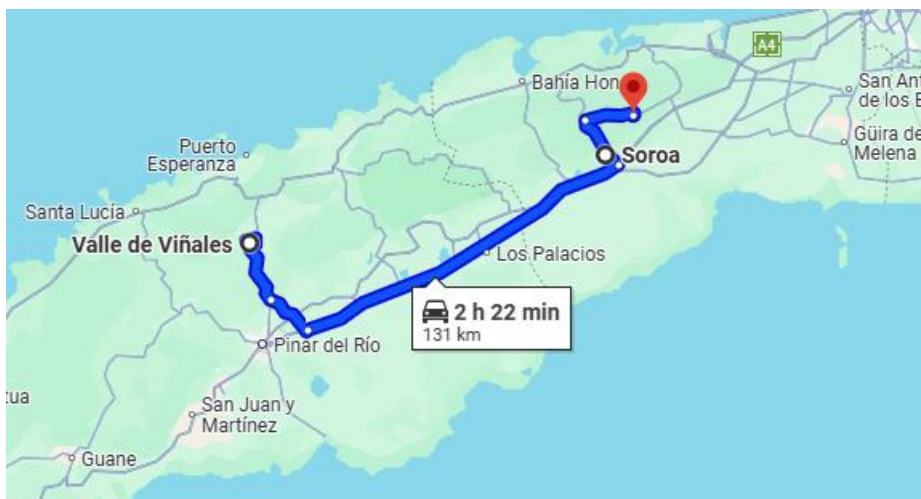 A4
Bahía Hon
San Ant
de los B
Güira de
Melena
Soroa
Puerto
Esperanza
Santa Lucía
Valle de Viñales
Los Palacios
2 h 22 min
131 km
Pinar del Río
tua
San Juan y
Martínez
Guane